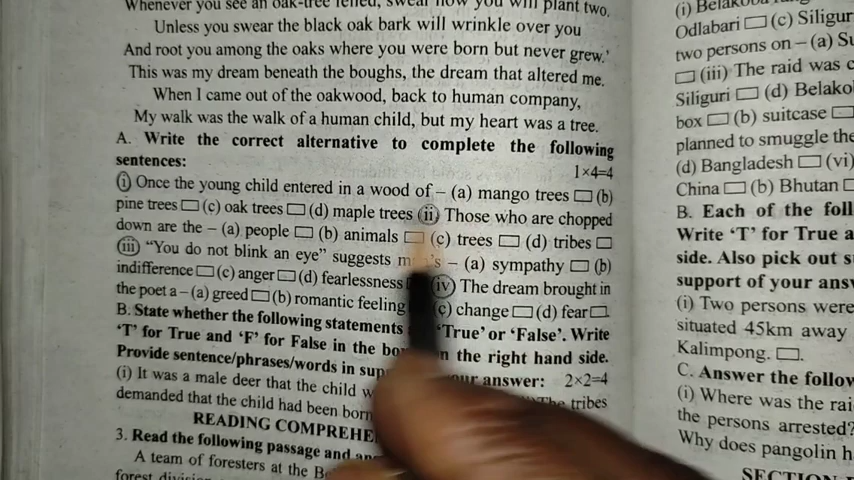 Whenever you see an oak-tree felled, swear now you will plant two.
Unless you swear the black oak bark will wrinkle over you
And root you among the oaks where you were born but never grew.'
This was my dream beneath the boughs, the dream that altered me.
When I came out of the oakwood, back to human company,
My walk was the walk of a human child, but my heart was a tree.
A. Write the correct alternative to complete the following
sentences: 1×4=4
(i) Once the young child entered in a wood of – (a) mango trees (b)
pine trees (c) oak trees (d) maple trees (ii) Those who are chopped
down are the – (a) people (b) animals (c) trees (d) tribes
(iii) "You do not blink an eye" suggests – (a) sympathy (b)
indifference (c) anger (d) fearlessness (iv) The dream brought in
the poet a – (a) greed (b) romantic feeling (c) change (d) fear
B. State whether the following statements 'True' or 'False'. Write
'T' for True and 'F' for False in the on the right hand side.
Provide sentence/phrases/words in your answer: 2×2=4
(i) It was a male deer that the child The tribes
demanded that the child had been born
READING COMPREHE
3. Read the following passage and
A team of foresters at the
forest division
(i)
Odlabari (c) Siligur
two persons on – (a) Su
(iii) The raid was c
Siliguri (d) Belako
box (b) suitcase
planned to smuggle the
(d) Bangladesh (vi)
China (b) Bhutan
B. Each of the foll
Write 'T' for True a
side. Also pick out s
support of your answ
(i) Two persons were
situated 45km away
Kalimpong.
C. Answer the follow
(i) Where was the rai
the persons arrested?
Why does pangolin h